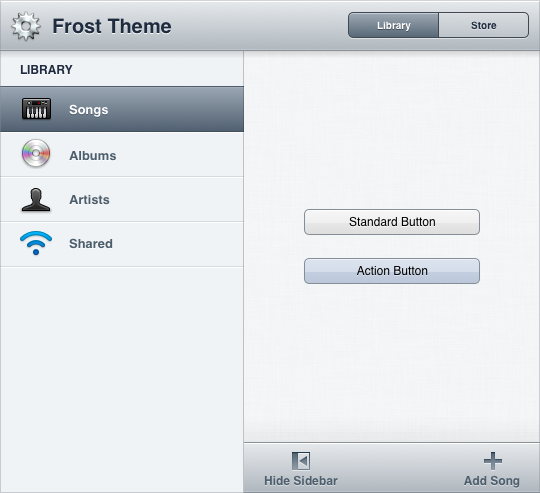 Frost Theme
Library
Store
LIBRARY
Songs
Albums
Artists
Shared
Standard Button
Action Button
Hide Sidebar
Add Song